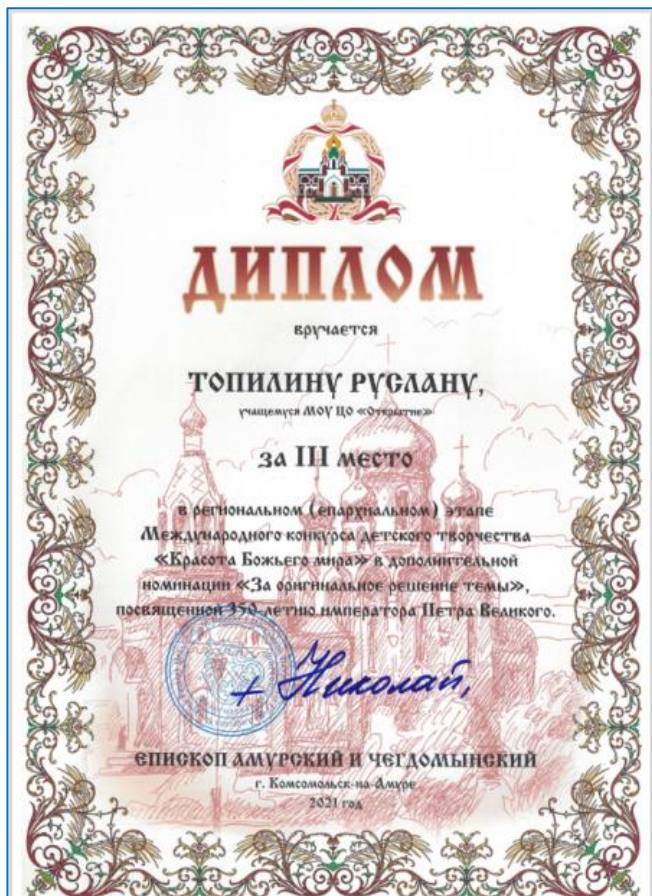 ДИПЛОМ
вручается
ТОПИЛИНУ РУСЛАНУ,
учащемуся МОУ ЦО «Открытие»
за III место
в региональном (епархиальном) этапе
Международного конкурса детского творчества
«Красота Божьего мира» в дополнительной
номинации «За оригинальное решение темы»,
посвященной 350-летию императора Петра Великого.
+ Николай,
ЕПИСКОП АМУРСКИЙ И ЧЕГДОМЫНСКИЙ
г. Комсомольск-на-Амуре
2021 год